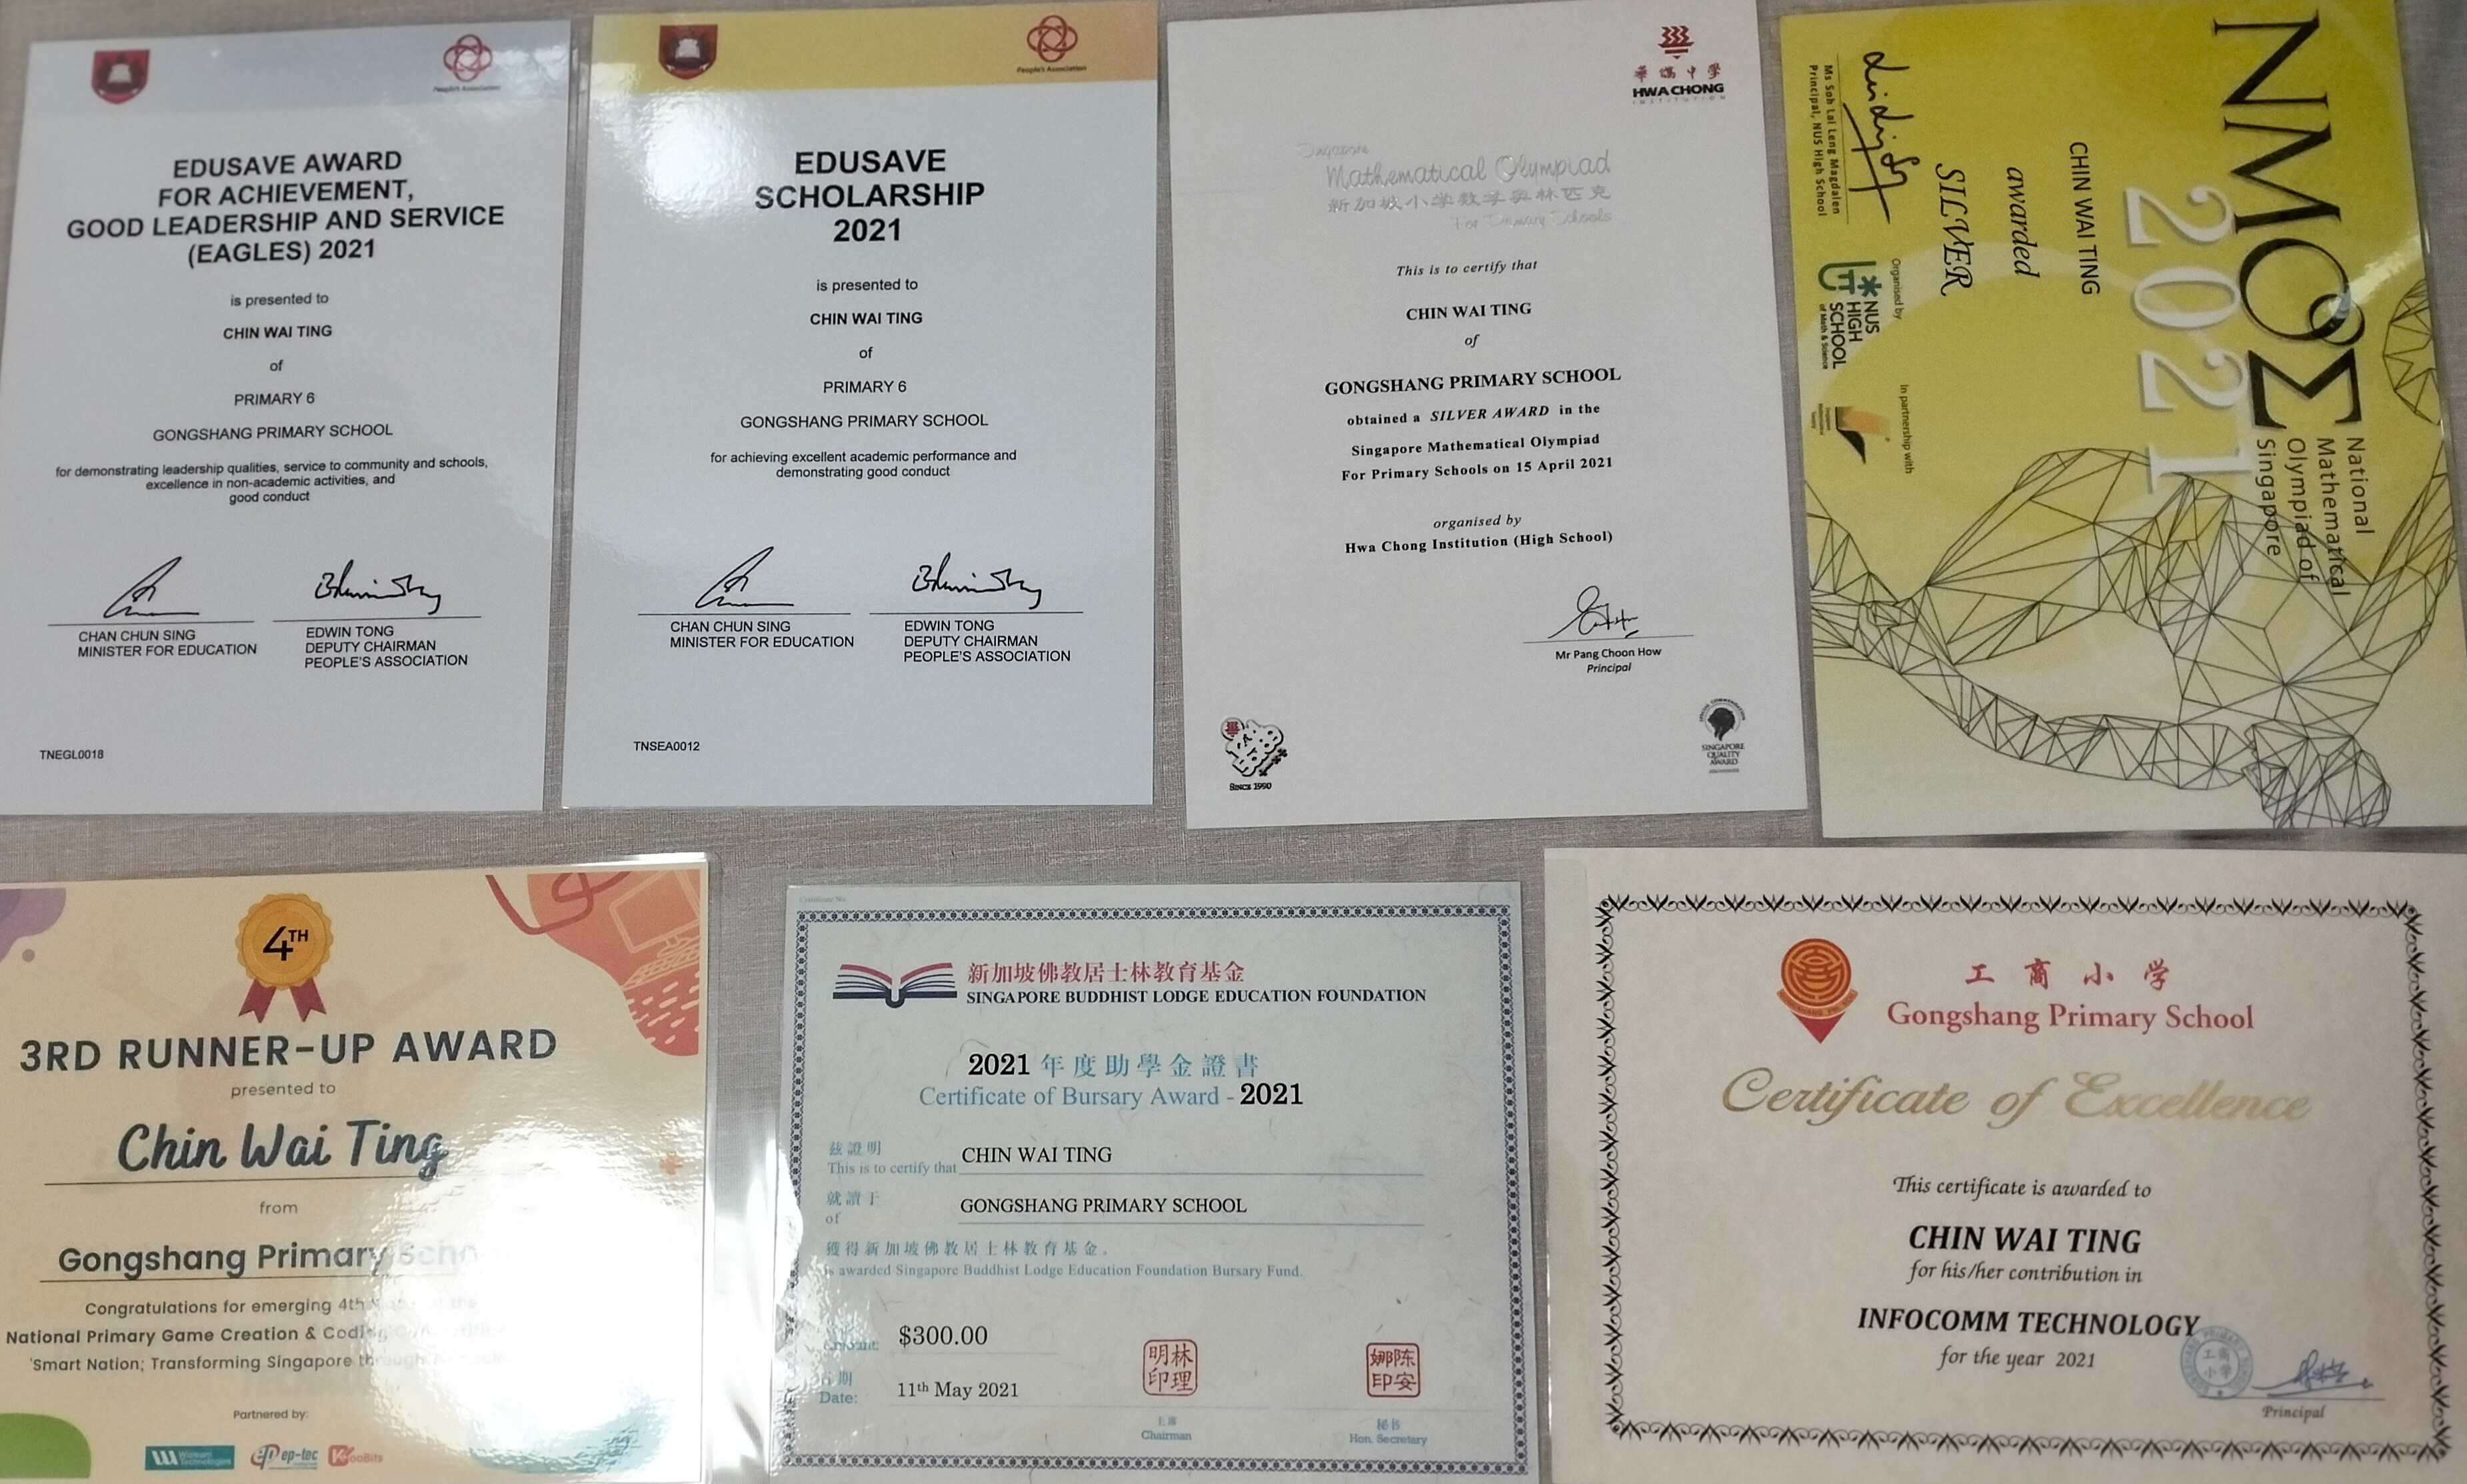 People's Association
EDUSAVE AWARD
FOR ACHIEVEMENT,
GOOD LEADERSHIP AND SERVICE
(EAGLES) 2021
is presented to
CHIN WAI TING
of
PRIMARY 6
GONGSHANG PRIMARY SCHOOL
for demonstrating leadership qualities, service to community and schools,
excellence in non-academic activities, and
good conduct
CHAN CHUN SING
MINISTER FOR EDUCATION
EDWIN TONG
DEPUTY CHAIRMAN
PEOPLE'S ASSOCIATION
TNEGL0018
People's Association
EDUSAVE
SCHOLARSHIP
2021
is presented to
CHIN WAI TING
of
PRIMARY 6
GONGSHANG PRIMARY SCHOOL
for achieving excellent academic performance and
demonstrating good conduct
CHAN CHUN SING
MINISTER FOR EDUCATION
EDWIN TONG
DEPUTY CHAIRMAN
PEOPLE'S ASSOCIATION
TNSEA0012
華僑中學
HWA CHONG
INSTITUTION
Singapore
Mathematical Olympiad
新加坡小学数学奥林匹克
For Primary Schools
This is to certify that
CHIN WAI TING
of
GONGSHANG PRIMARY SCHOOL
obtained a SILVER AWARD in the
Singapore Mathematical Olympiad
For Primary Schools on 15 April 2021
organised by
Hwa Chong Institution (High School)
Mr Pang Choon How
Principal
SINCE 1990
SINGAPORE
QUALITY
AWARD
NMOΣ
National
Mathematical
Olympiad of
Singapore
2021
CHIN WAI TING
awarded
SILVER
Ms Soh Lai Leng Magdalen
Principal, NUS High School
Organised by
NUS
HIGH
SCHOOL
of Math & Science
In partnership with
4TH
3RD RUNNER-UP AWARD
presented to
Chin Wai Ting
from
Gongshang Primary
Congratulations for emerging 4th
National Primary Game Creation &
'Smart Nation; Transforming Singapore
Partnered by:
Wizlearn
Technologies
ep-tec
KooBits
Certificate No.
新加坡佛教居士林教育基金
SINGAPORE BUDDHIST LODGE EDUCATION FOUNDATION
2021 年度助學金證書
Certificate of Bursary Award - 2021
茲證明
This is to certify that CHIN WAI TING
就讀于
of GONGSHANG PRIMARY SCHOOL
獲得新加坡佛教居士林教育基金。
is awarded Singapore Buddhist Lodge Education Foundation Bursary Fund.
Amount: $300.00
日期
Date: 11th May 2021
林理明印
主席
Chairman
陈安娜印
秘书
Hon. Secretary
工商小学
Gongshang Primary School
Certificate of Excellence
This certificate is awarded to
CHIN WAI TING
for his/her contribution in
INFOCOMM TECHNOLOGY
for the year 2021
工商
小学
Principal